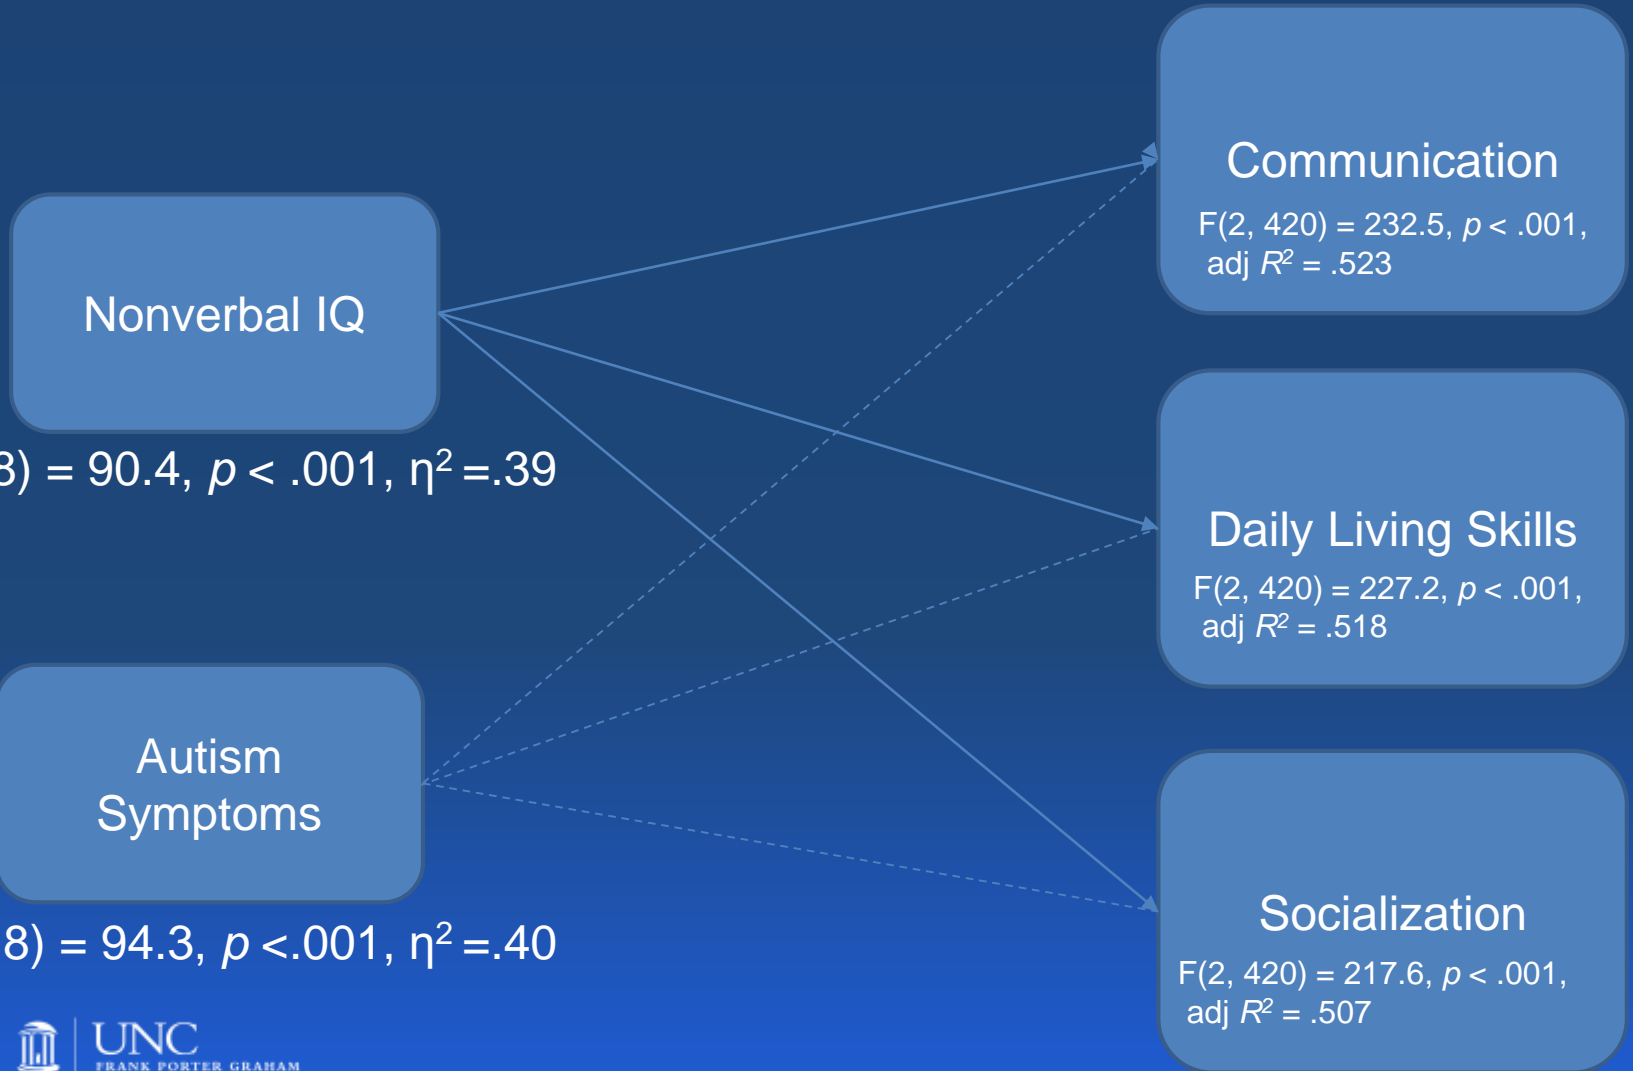 Communication
F(2, 420) = 232.5, p < .001,
adj R² = .523
Nonverbal IQ
8) = 90.4, p < .001, η² =.39
Daily Living Skills
F(2, 420) = 227.2, p < .001,
adj R² = .518
Autism
Symptoms
8) = 94.3, p <.001, η² =.40
Socialization
F(2, 420) = 217.6, p < .001,
adj R² = .507
UNC
FRANK PORTER GRAHAM